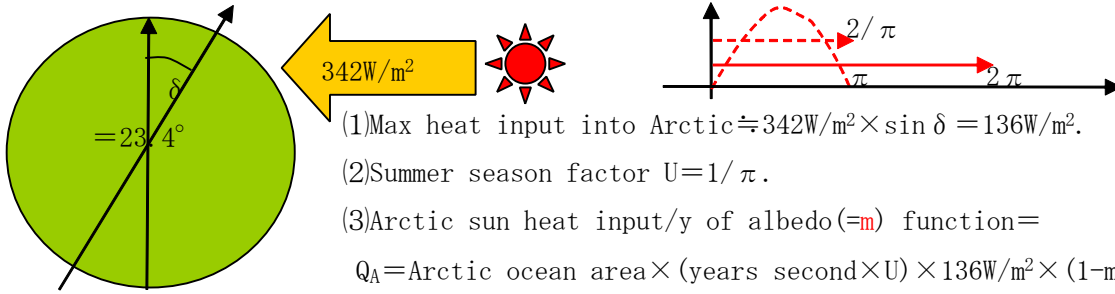 342W/m²
δ
＝23.4°
2/π
π
2π
⑴Max heat input into Arctic≒342W/m²×sinδ＝136W/m².
⑵Summer season factor U＝1/π.
⑶Arctic sun heat input/y of albedo(=m) function＝
Q_A＝Arctic ocean area×(years second×U)×136W/m²×(1-m